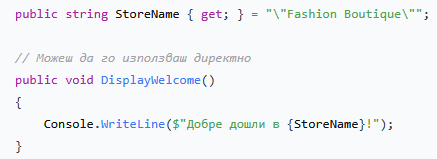 public string StoreName { get; } = "\"Fashion Boutique\"";
// Можеш да го използваш директно
public void DisplayWelcome()
{
    Console.WriteLine($"Добре дошли в {StoreName}!");
}